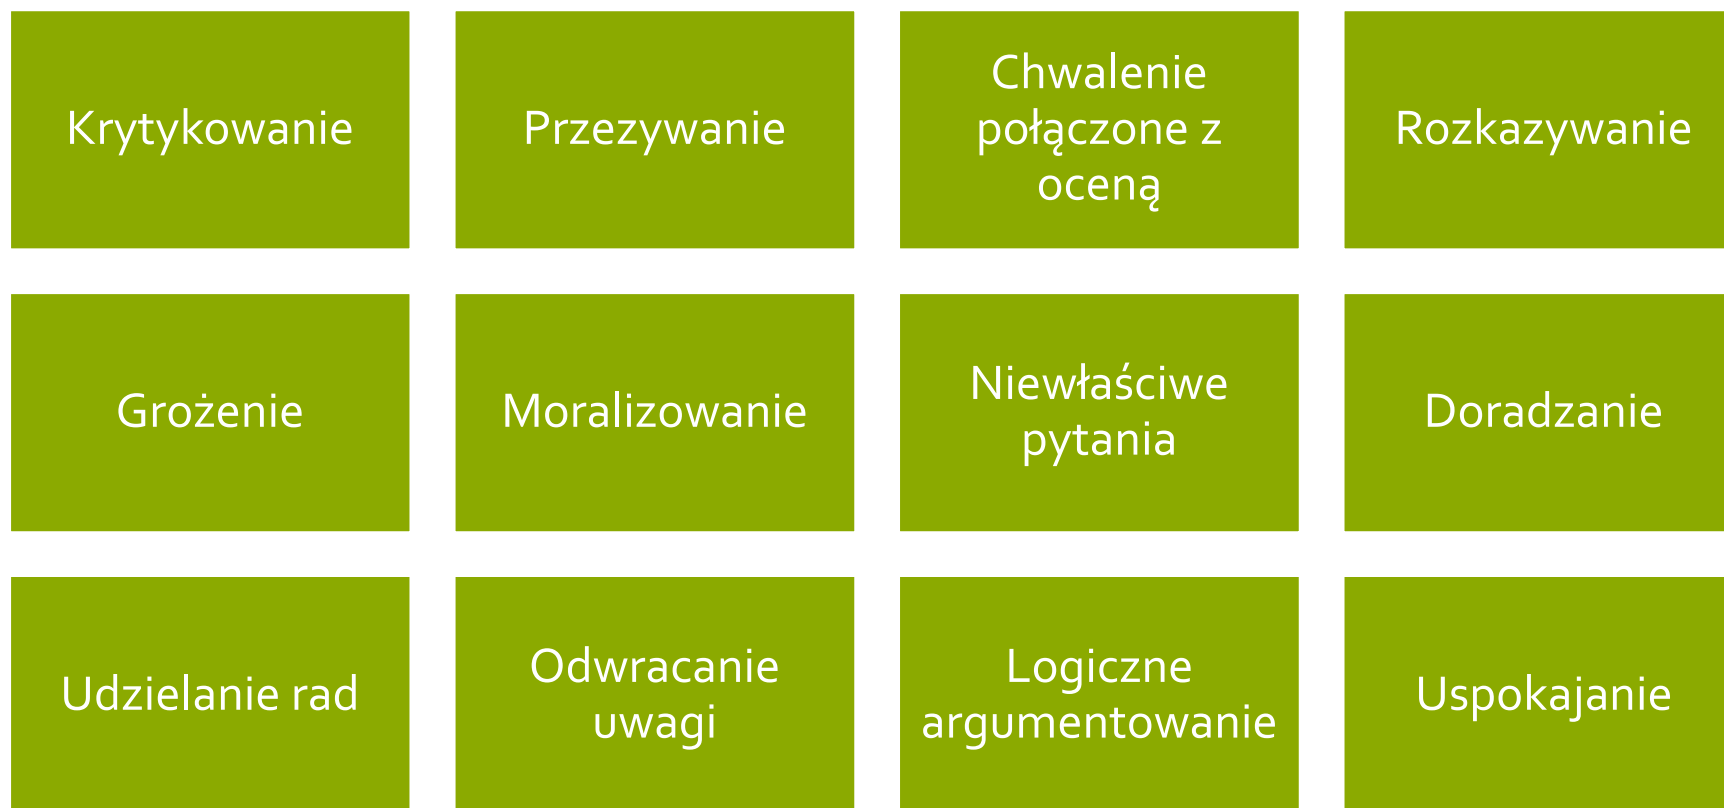 Krytykowanie
Przezywanie
Chwalenie
połączone z
oceną
Rozkazywanie
Grożenie
Moralizowanie
Niewłaściwe
pytania
Doradzanie
Udzielanie rad
Odwracanie
uwagi
Logiczne
argumentowanie
Uspokajanie